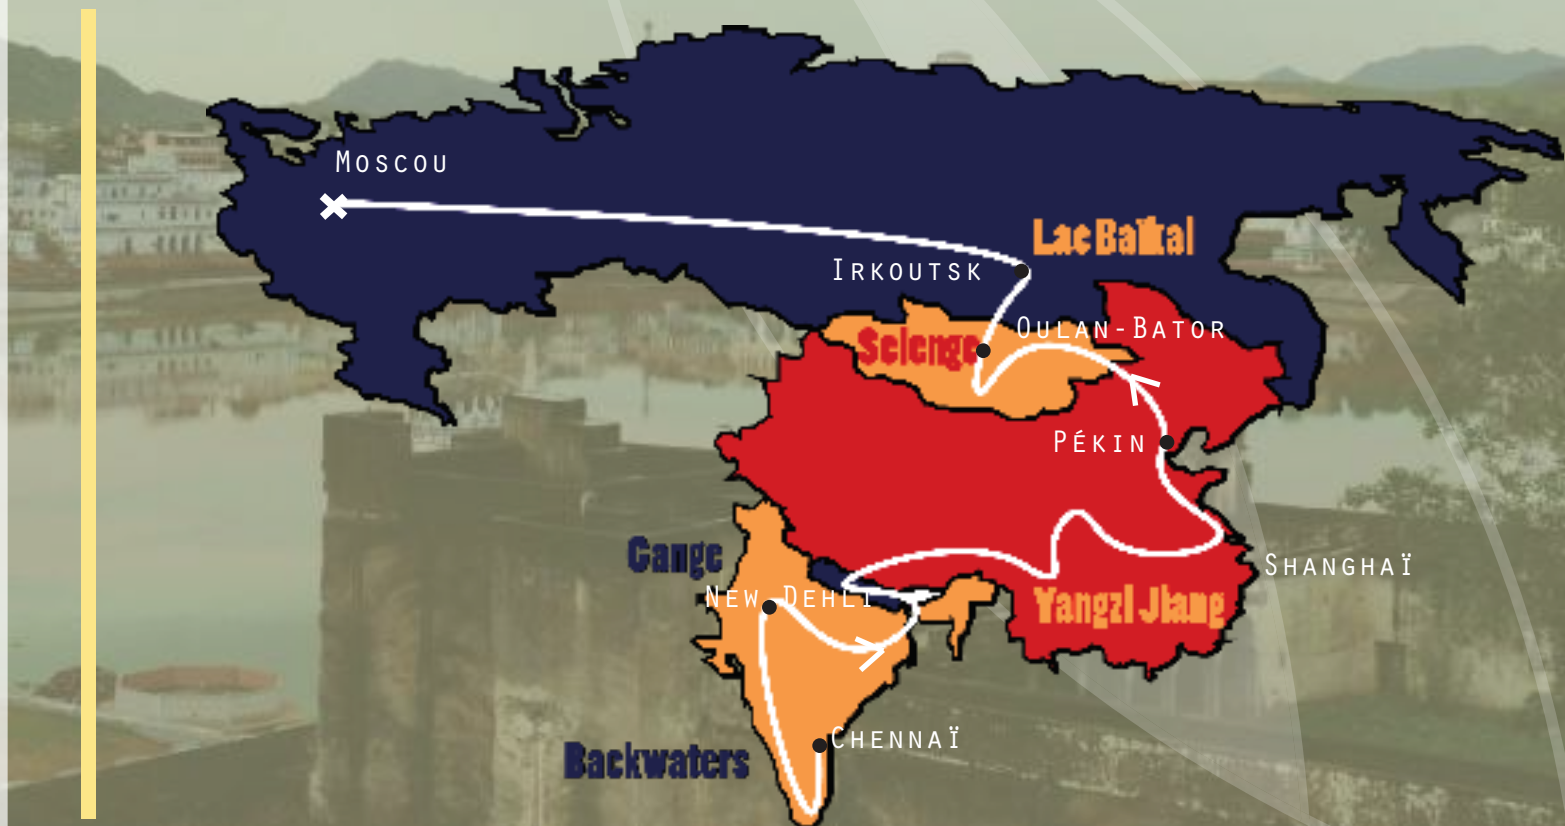 Moscou
Lac Baïkal
Irkoutsk
Oulan-Bator
Selenge
Pékin
Gange
Shanghaï
New Dehli
Yangzi Jiang
Chennaï
Backwaters